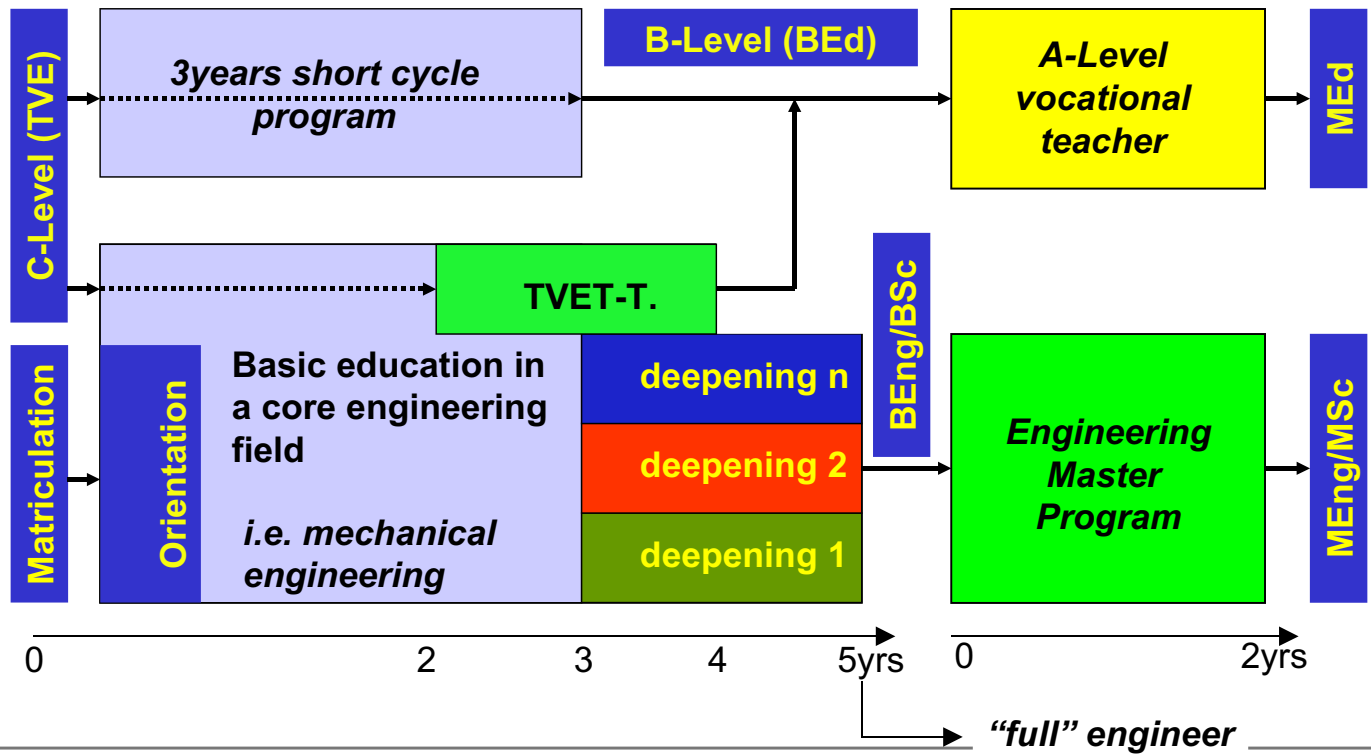 C-Level (TVE)
3years short cycle
program
B-Level (BEd)
A-Level
vocational
teacher
MEd
TVET-T.
Matriculation
Orientation
Basic education in
a core engineering
field
i.e. mechanical
engineering
deepening n
deepening 2
deepening 1
BEng/BSc
Engineering
Master
Program
MEng/MSc
0 2 3 4 5yrs
0 2yrs
“full” engineer